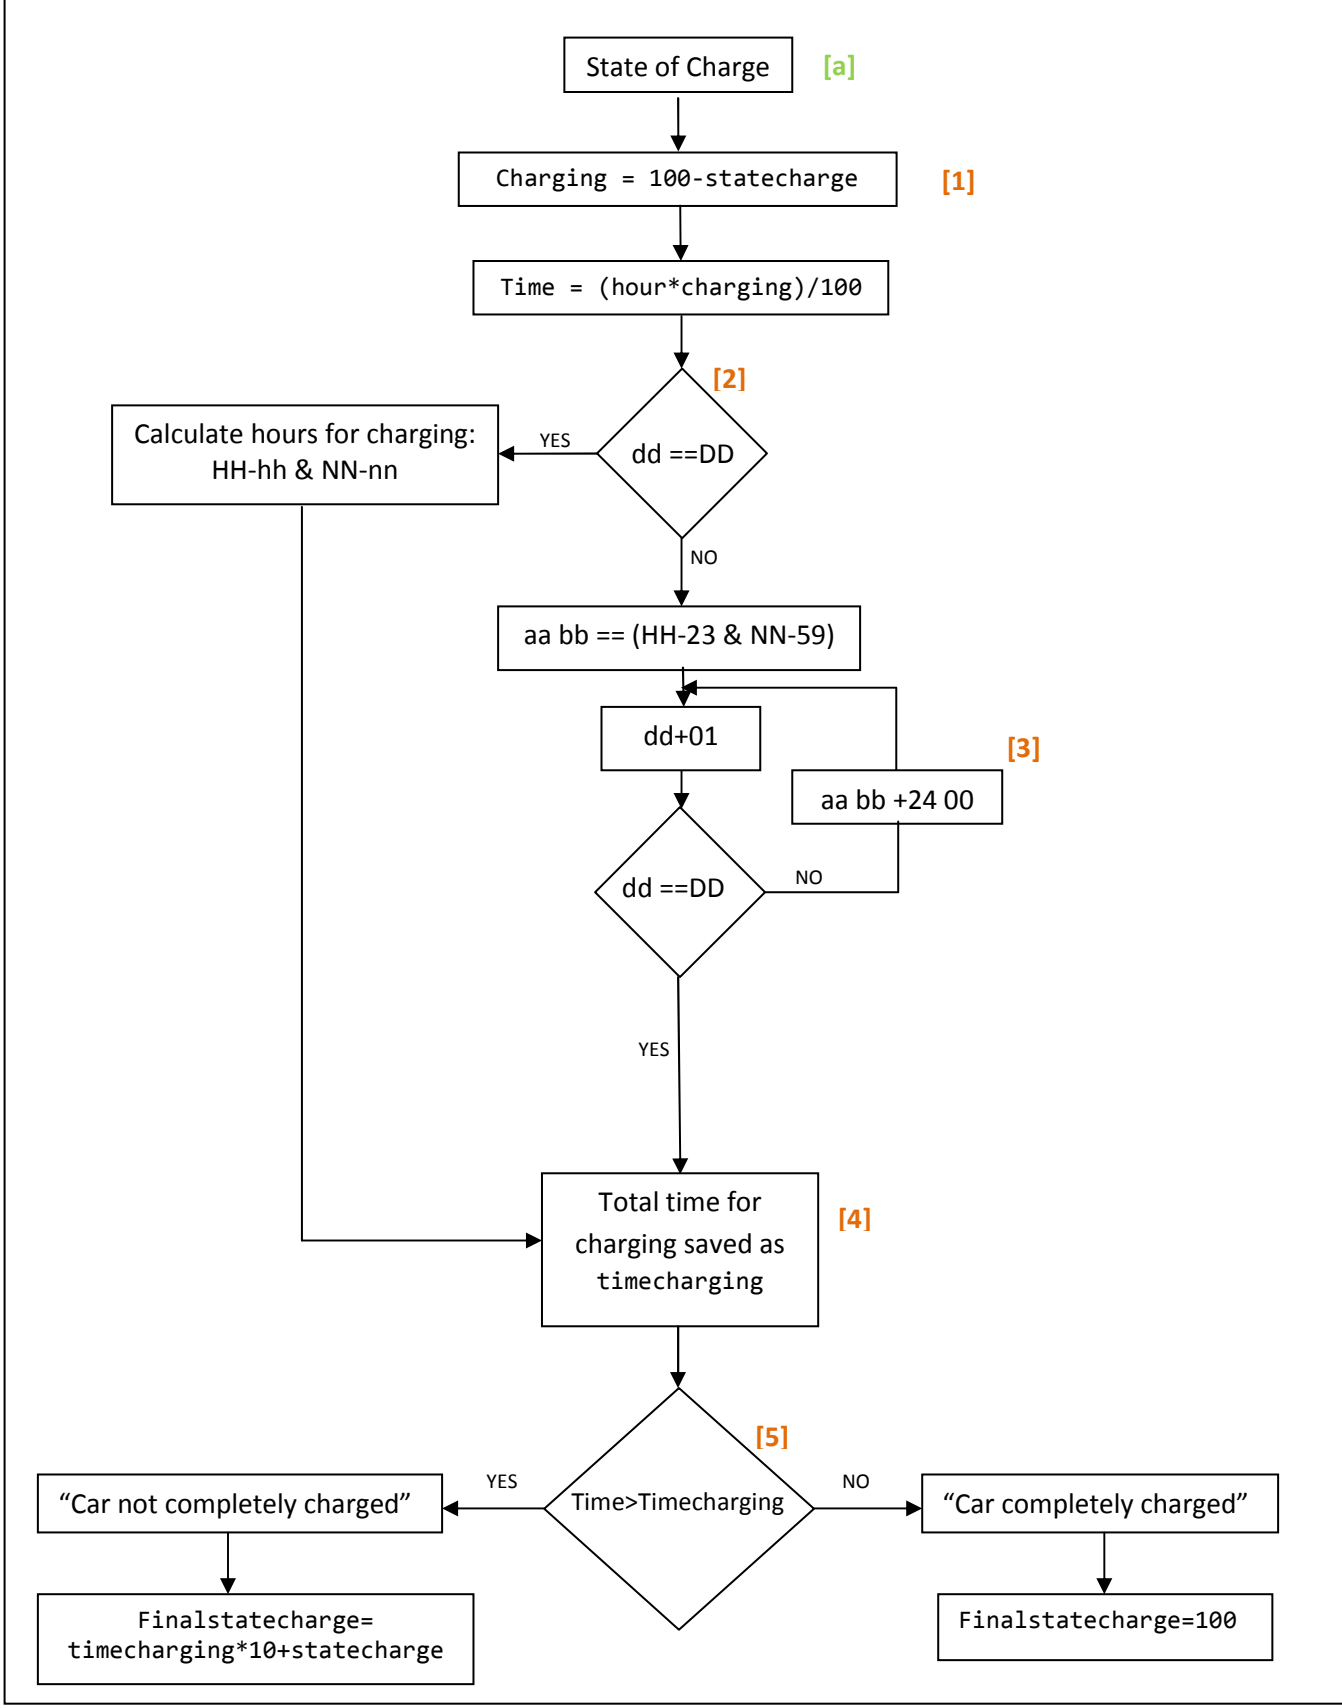 State of Charge
[a]
Charging = 100-statecharge
[1]
Time = (hour*charging)/100
[2]
dd ==DD
YES
Calculate hours for charging:
HH-hh & NN-nn
NO
aa bb == (HH-23 & NN-59)
dd+01
[3]
aa bb +24 00
dd ==DD
NO
YES
Total time for
charging saved as
timecharging
[4]
[5]
Time>Timecharging
YES
NO
“Car not completely charged”
“Car completely charged”
Finalstatecharge=
timecharging*10+statecharge
Finalstatecharge=100